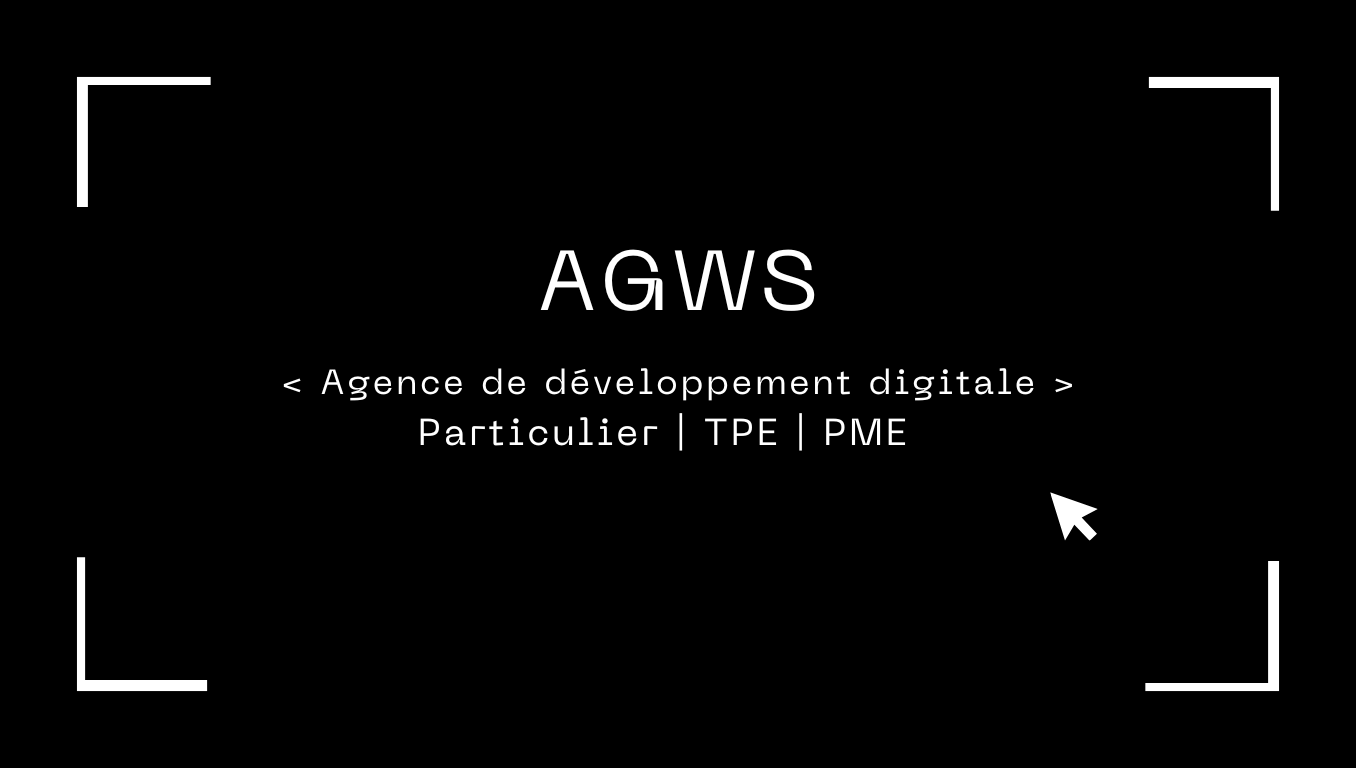 AGWS
< Agence de développement digitale >
Particulier | TPE | PME